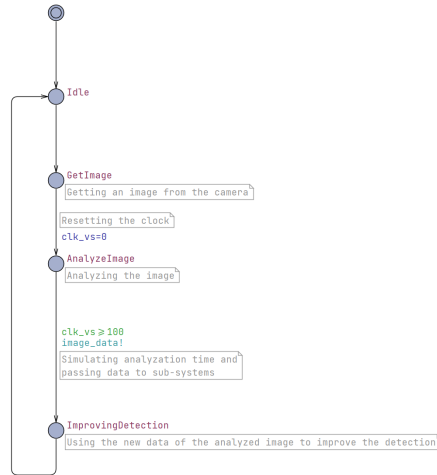 Idle
GetImage
Getting an image from the camera
Resetting the clock
clk_vs=0
AnalyzeImage
Analyzing the image
clk_vs≥100
image_data!
Simulating analyzation time and
passing data to sub-systems
ImprovingDetection
Using the new data of the analyzed image to improve the detection